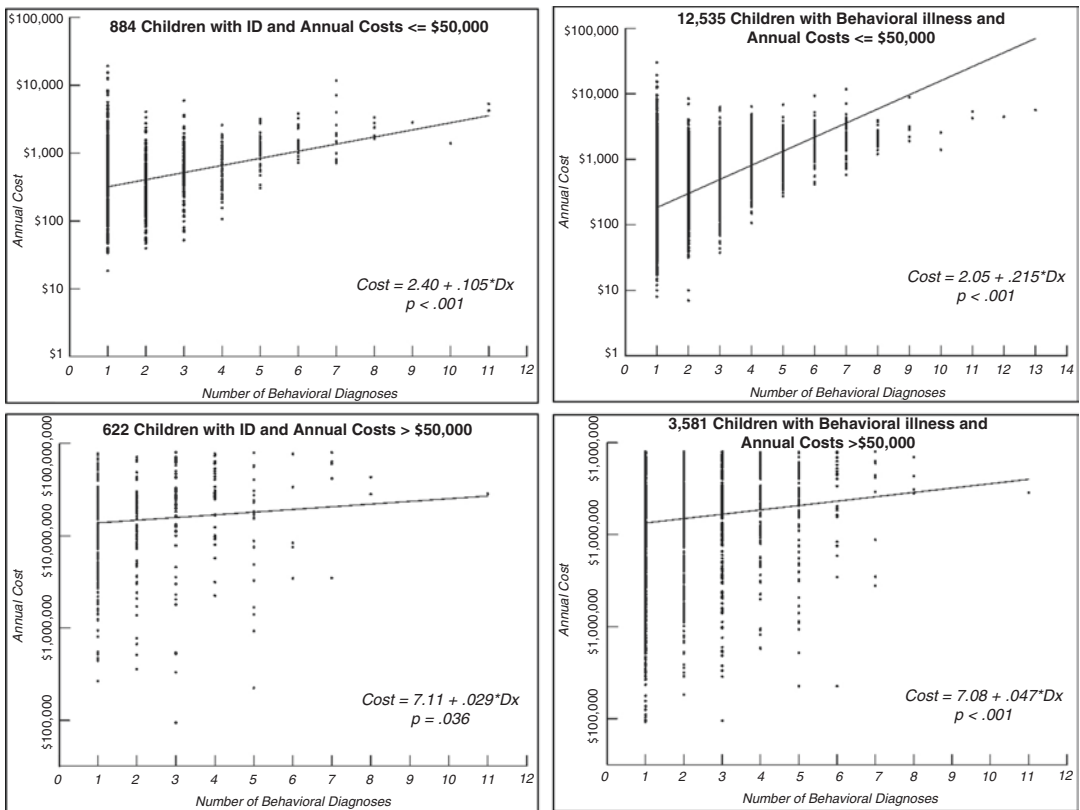 884 Children with ID and Annual Costs <= $50,000
$100,000
$10,000
$1,000
$100
$10
$1
Annual Cost
Cost = 2.40 + .105*Dx
p < .001
0 1 2 3 4 5 6 7 8 9 10 11 12
Number of Behavioral Diagnoses
12,535 Children with Behavioral illness and
Annual Costs <= $50,000
$100,000
$10,000
$1,000
$100
$10
$1
Annual Cost
Cost = 2.05 + .215*Dx
p < .001
0 1 2 3 4 5 6 7 8 9 10 11 12 13 14
Number of Behavioral Diagnoses
622 Children with ID and Annual Costs > $50,000
$100,000,000
$10,000,000
$1,000,000
$100,000
Annual Cost
Cost = 7.11 + .029*Dx
p = .036
0 1 2 3 4 5 6 7 8 9 10 11 12
Number of Behavioral Diagnoses
3,581 Children with Behavioral illness and
Annual Costs >$50,000
$1,000,000
$1,000,000
$1,000,000
$100,000
Annual Cost
Cost = 7.08 + .047*Dx
p < .001
0 1 2 3 4 5 6 7 8 9 10 11 12
Number of Behavioral Diagnoses